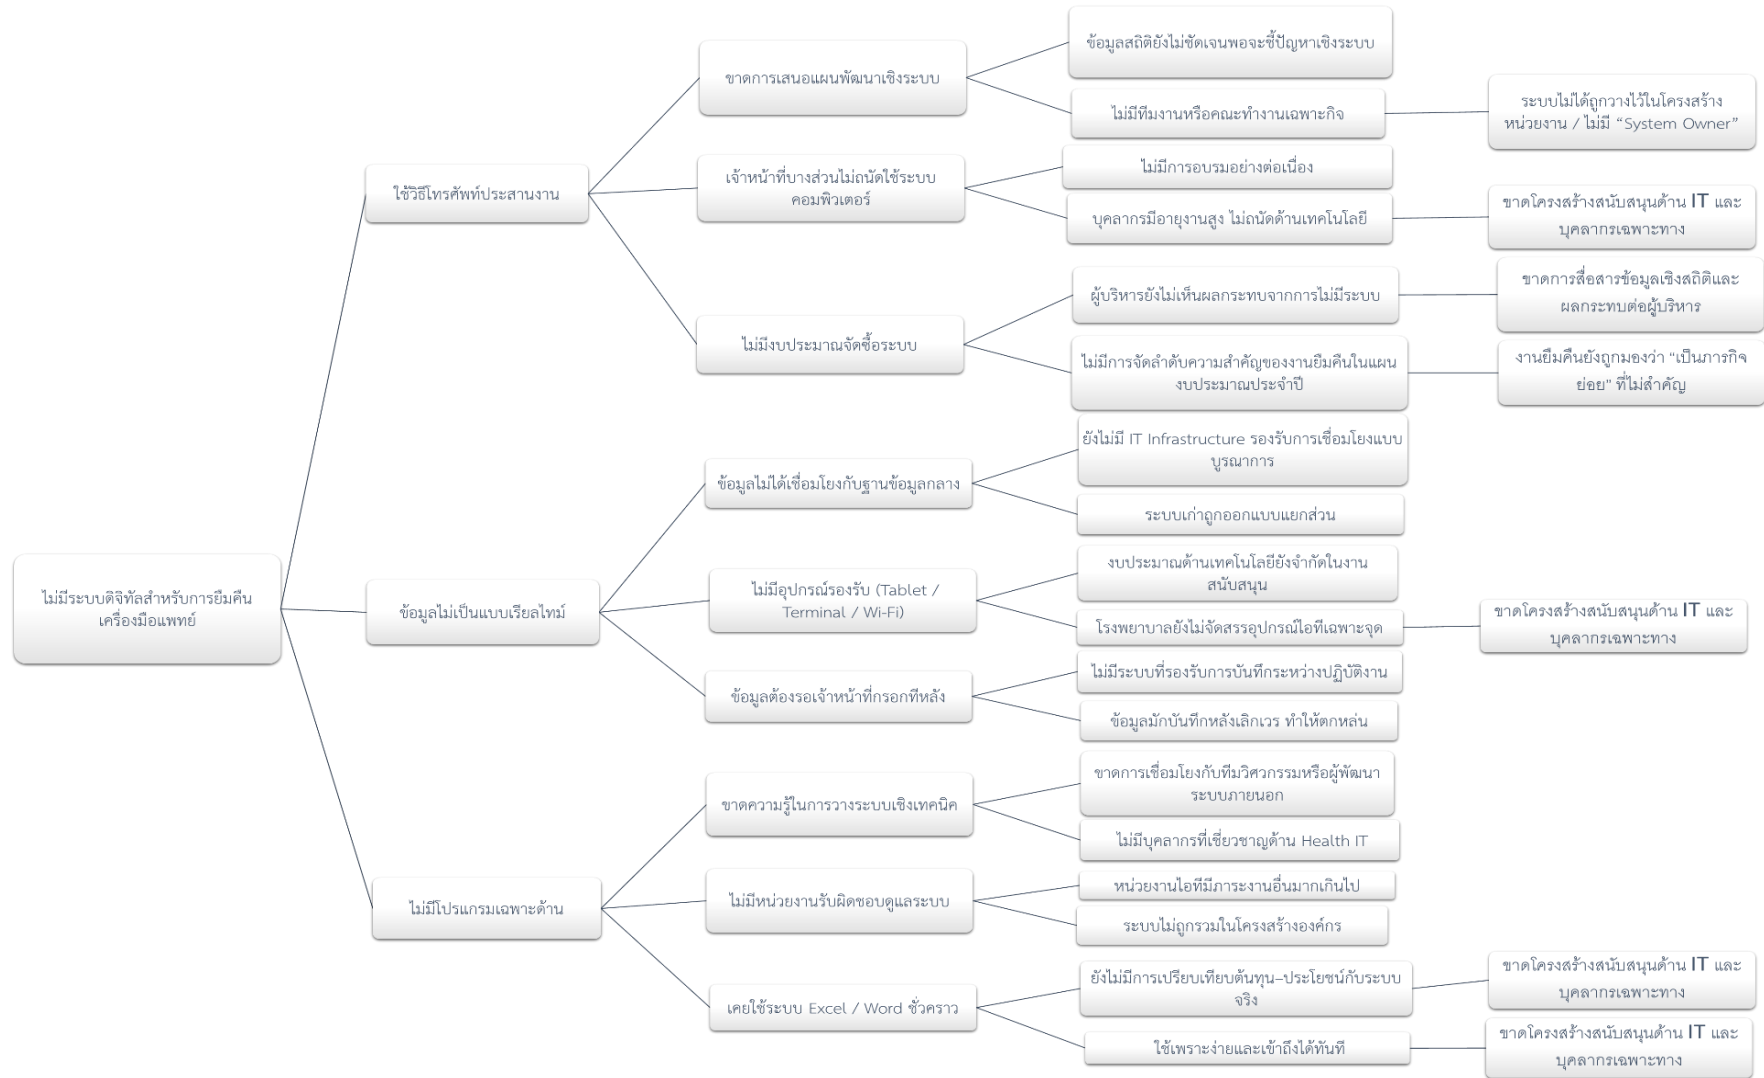 ไม่มีระบบดิจิทัลสำหรับการยืมคืน
เครื่องมือแพทย์
ใช้วิธีโทรศัพท์ประสานงาน
ขาดการเสนอแผนพัฒนาเชิงระบบ
ข้อมูลสถิติยังไม่ชัดเจนพอจะชี้ปัญหาเชิงระบบ
ไม่มีทีมงานหรือคณะทำงานเฉพาะกิจ
ระบบไม่ได้ถูกวางไว้ในโครงสร้าง
หน่วยงาน / ไม่มี “System Owner”
เจ้าหน้าที่บางส่วนไม่ถนัดใช้ระบบ
คอมพิวเตอร์
ไม่มีการอบรมอย่างต่อเนื่อง
บุคลากรมีอายุงานสูง ไม่ถนัดด้านเทคโนโลยี
ขาดโครงสร้างสนับสนุนด้าน IT และ
บุคลากรเฉพาะทาง
ไม่มีงบประมาณจัดซื้อระบบ
ผู้บริหารยังไม่เห็นผลกระทบจากการไม่มีระบบ
ขาดการสื่อสารข้อมูลเชิงสถิติและ
ผลกระทบต่อผู้บริหาร
ไม่มีการจัดลำดับความสำคัญของงานยืมคืนในแผน
งบประมาณประจำปี
งานยืมคืนยังถูกมองว่า "เป็นภารกิจ
ย่อย" ที่ไม่สำคัญ
ข้อมูลไม่เป็นแบบเรียลไทม์
ข้อมูลไม่ได้เชื่อมโยงกับฐานข้อมูลกลาง
ยังไม่มี IT Infrastructure รองรับการเชื่อมโยงแบบ
บูรณาการ
ระบบเก่าถูกออกแบบแยกส่วน
ไม่มีอุปกรณ์รองรับ (Tablet /
Terminal / Wi-Fi)
งบประมาณด้านเทคโนโลยียังจำกัดในงาน
สนับสนุน
โรงพยาบาลยังไม่จัดสรรอุปกรณ์ไอทีเฉพาะจุด
ขาดโครงสร้างสนับสนุนด้าน IT และ
บุคลากรเฉพาะทาง
ข้อมูลต้องรอเจ้าหน้าที่กรอกทีหลัง
ไม่มีระบบที่รองรับการบันทึกระหว่างปฏิบัติงาน
ข้อมูลมักบันทึกหลังเลิกเวร ทำให้ตกหล่น
ไม่มีโปรแกรมเฉพาะด้าน
ขาดความรู้ในการวางระบบเชิงเทคนิค
ขาดการเชื่อมโยงกับทีมวิศวกรรมหรือผู้พัฒนา
ระบบภายนอก
ไม่มีบุคลากรที่เชี่ยวชาญด้าน Health IT
ไม่มีหน่วยงานรับผิดชอบดูแลระบบ
หน่วยงานไอทีมีภาระงานอื่นมากเกินไป
ระบบไม่ถูกรวมในโครงสร้างองค์กร
เคยใช้ระบบ Excel / Word ชั่วคราว
ยังไม่มีการเปรียบเทียบต้นทุน–ประโยชน์กับระบบ
จริง
ขาดโครงสร้างสนับสนุนด้าน IT และ
บุคลากรเฉพาะทาง
ใช้เพราะง่ายและเข้าถึงได้ทันที
ขาดโครงสร้างสนับสนุนด้าน IT และ
บุคลากรเฉพาะทาง